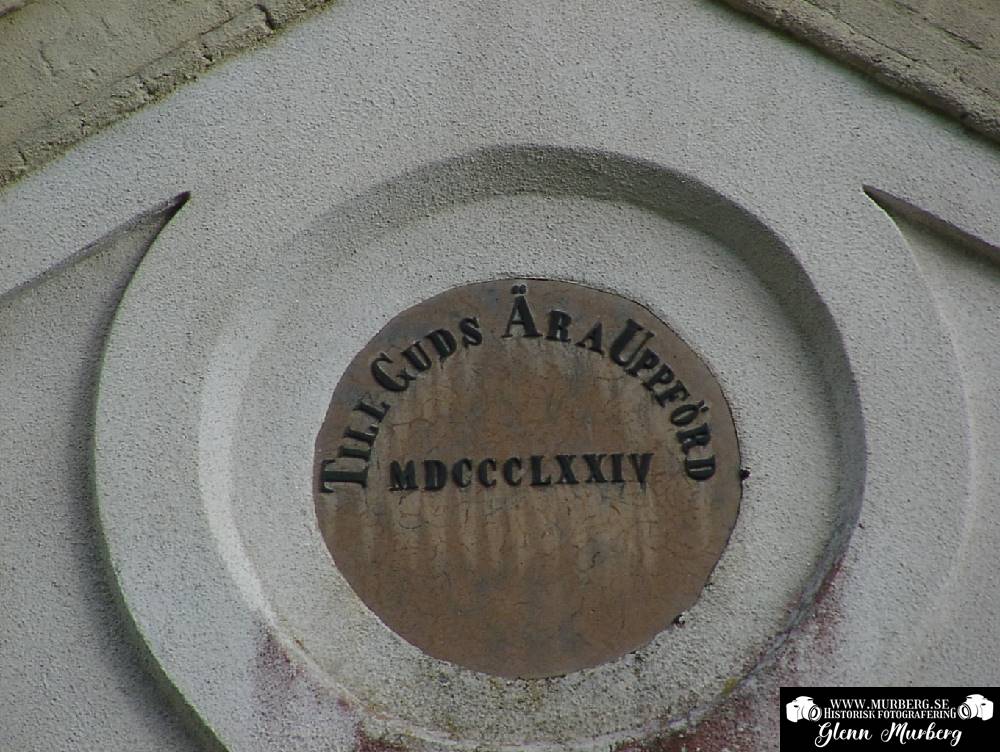 TILL GUDS ÄRA UPPFÖRD
MDCCCLXXIV
WWW.MURBERG.SE
HISTORISK FOTOGRAFERING
Glenn Murberg